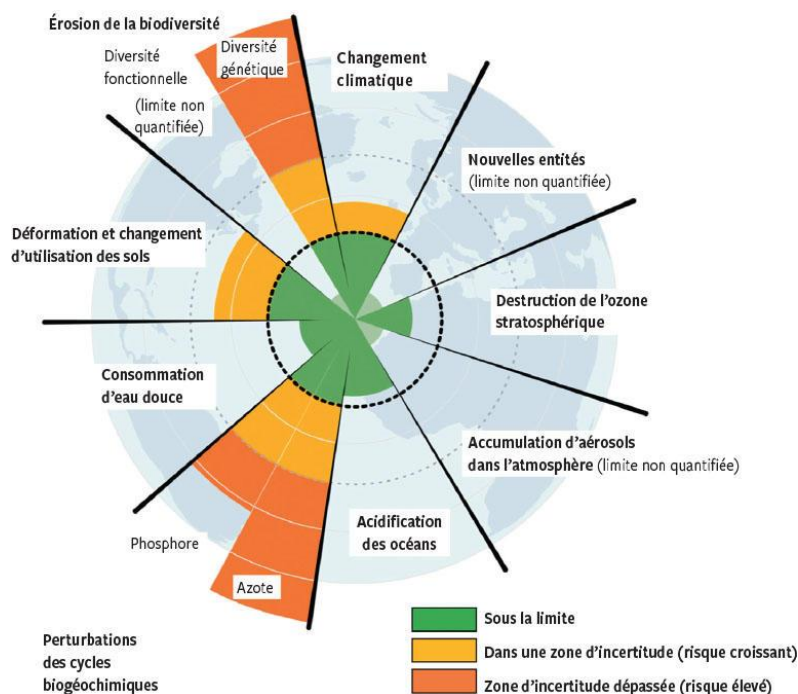 Érosion de la biodiversité
Diversité
fonctionnelle
(limite non
quantifiée)
Diversité
génétique
Changement
climatique
Nouvelles entités
(limite non quantifiée)
Déformation et changement
d'utilisation des sols
Destruction de l'ozone
stratosphérique
Consommation
d'eau douce
Accumulation d'aérosols
dans l'atmosphère (limite non quantifiée)
Acidification
des océans
Phosphore
Azote
Perturbations
des cycles
biogéochimiques
Sous la limite
Dans une zone d'incertitude (risque croissant)
Zone d'incertitude dépassée (risque élevé)